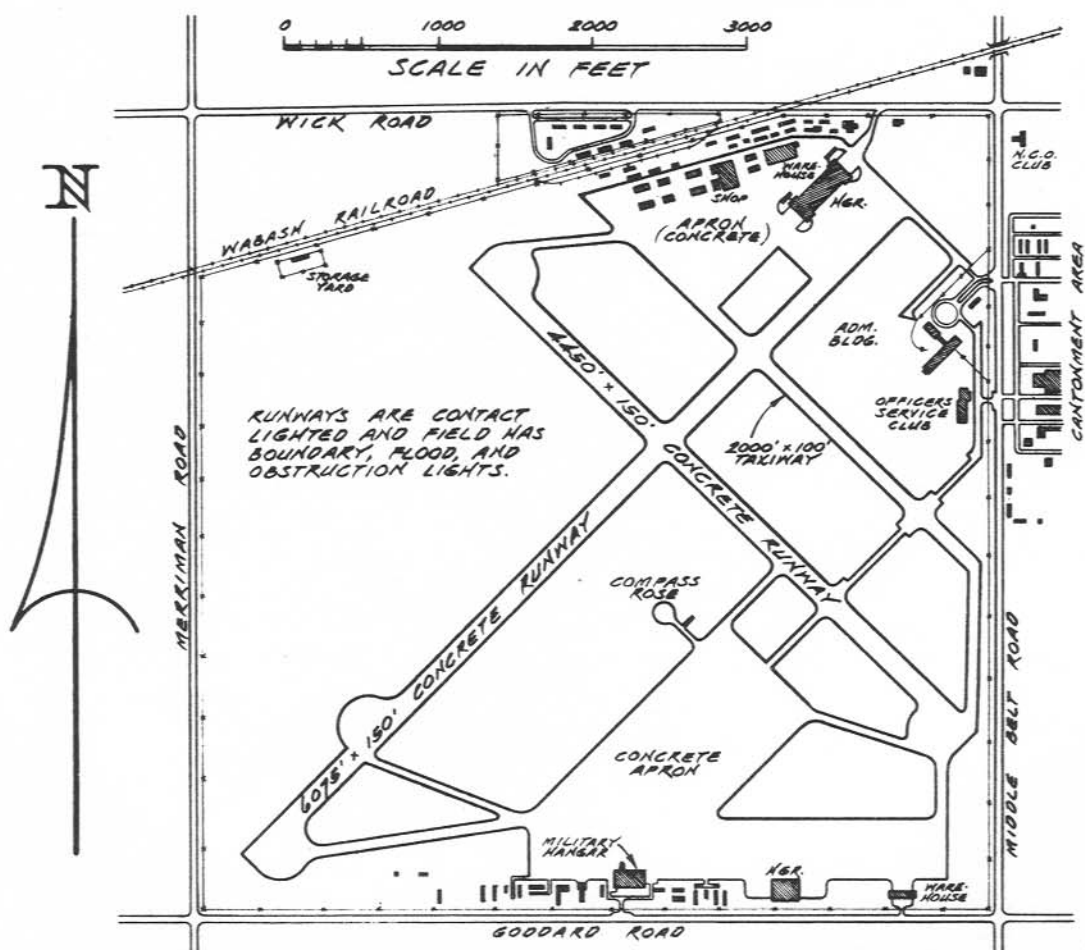 0 1000 2000 3000
SCALE IN FEET
WICK ROAD
N
N.C.O.
CLUB
WARE-
HOUSE
SHOP
HGR.
APRON
(CONCRETE)
WABASH RAILROAD
STORAGE
YARD
CANTONMENT AREA
ADM.
BLDG.
4450' x 150' CONCRETE RUNWAY
OFFICERS
SERVICE
CLUB
RUNWAYS ARE CONTACT
LIGHTED AND FIELD HAS
BOUNDARY, FLOOD, AND
OBSTRUCTION LIGHTS.
2000' x 100'
TAXIWAY
MERRIMAN ROAD
COMPASS
ROSE
6075' x 150' CONCRETE RUNWAY
MIDDLE BELT ROAD
CONCRETE
APRON
MILITARY
HANGAR
HGR.
WARE-
HOUSE
GODDARD ROAD